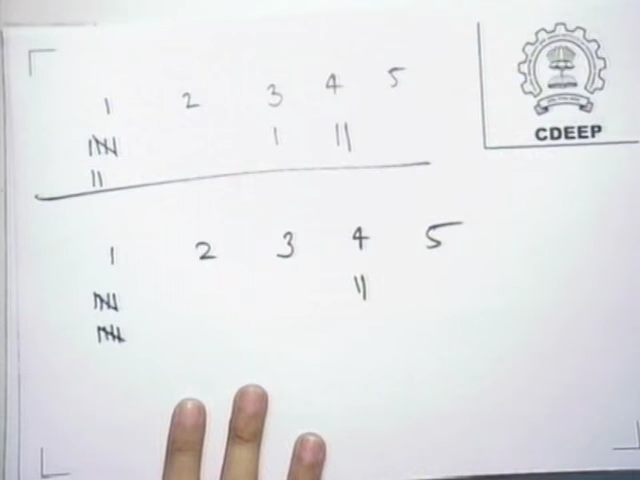 1 2 3 4 5
𝍸 | ||
||
1 2 3 4 5
𝍸 ||
𝍸
CDEEP